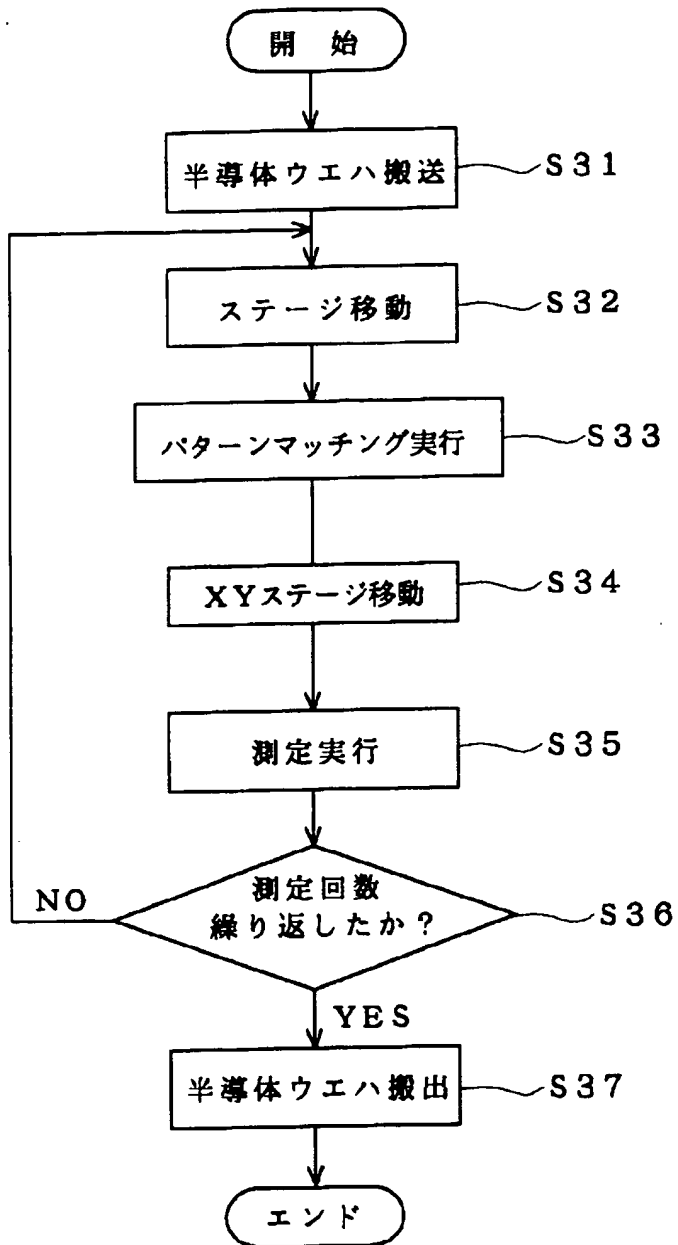 開 始
半導体ウエハ搬送
S31
ステージ移動
S32
パターンマッチング実行
S33
XYステージ移動
S34
測定実行
S35
測定回数
繰り返したか？
S36
NO
YES
半導体ウエハ搬出
S37
エンド